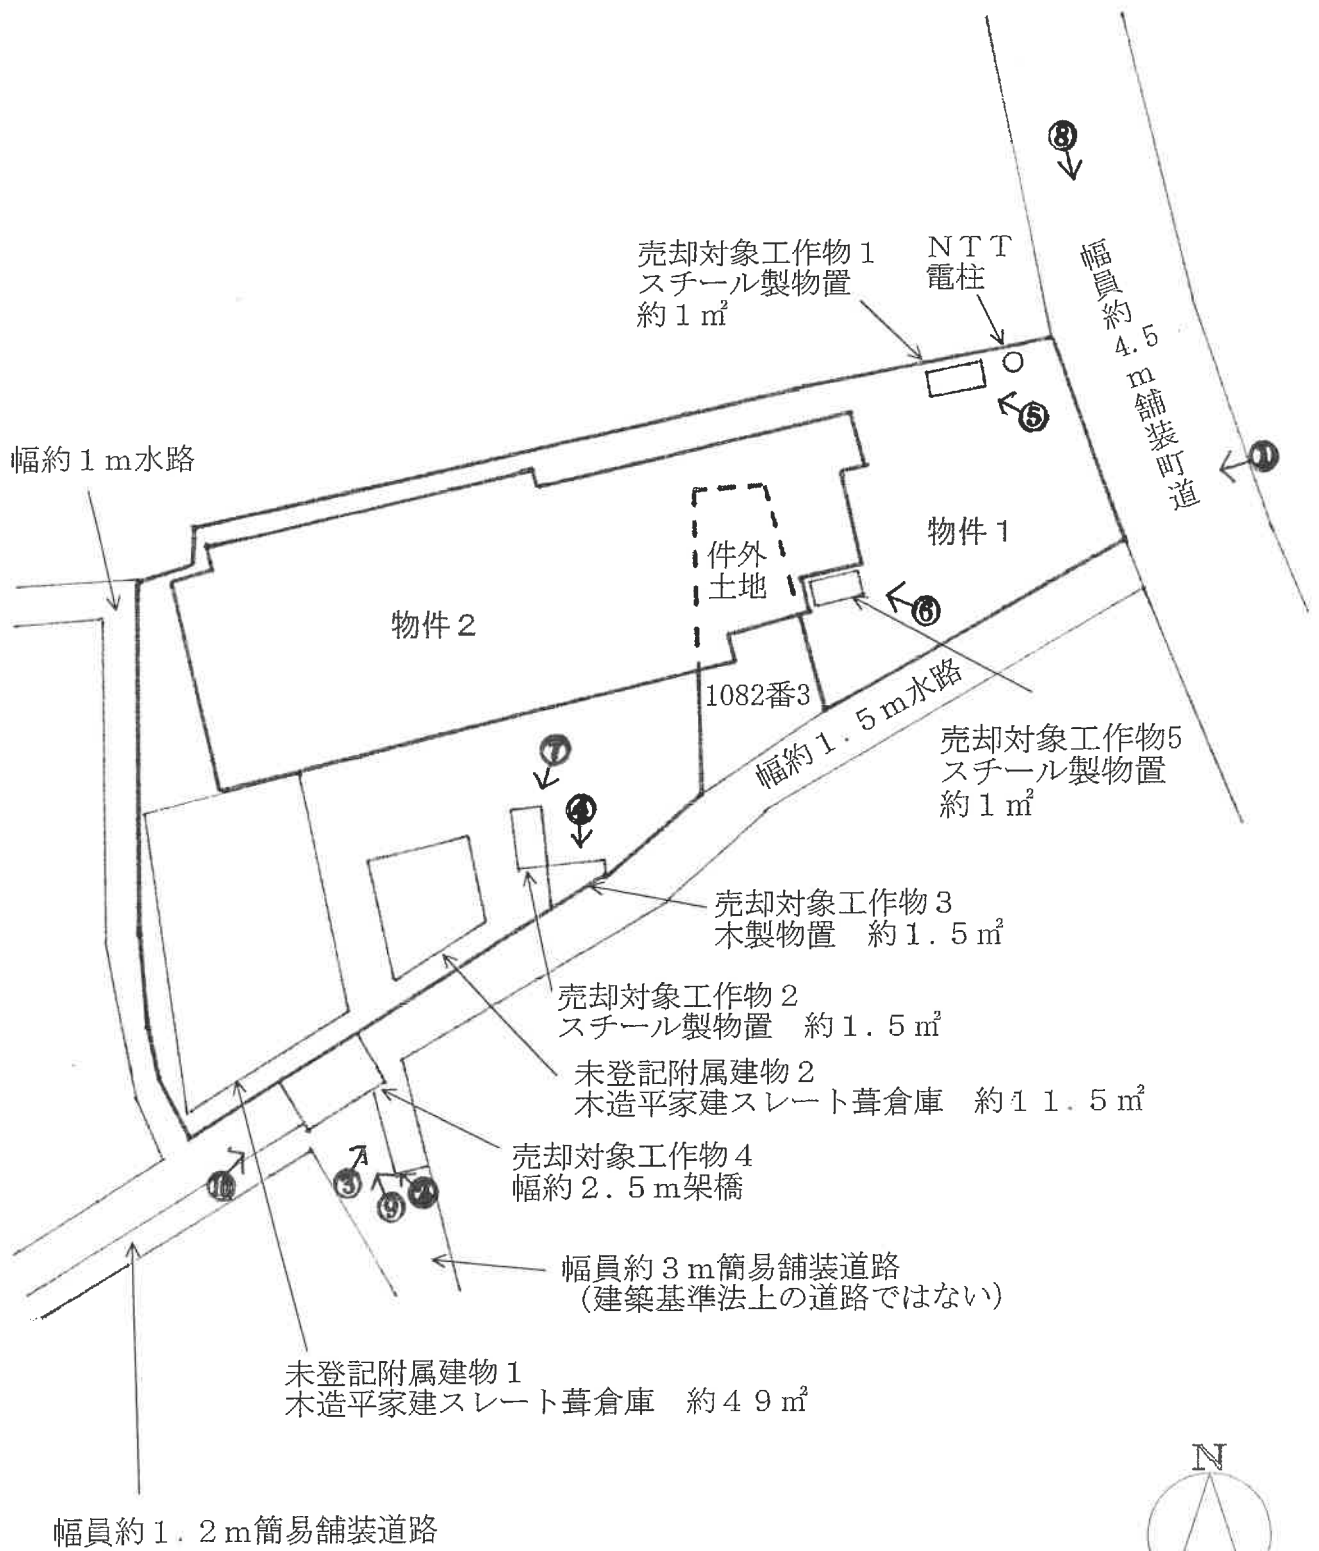 ⑧
売却対象工作物１
スチール製物置
約１㎡
ＮＴＴ
電柱
幅員約4.5ｍ舗装町道
⑤
①
幅約１ｍ水路
物件１
件外
土地
⑥
物件２
1082番3
幅約１.５ｍ水路
売却対象工作物5
スチール製物置
約１㎡
⑦
④
売却対象工作物３
木製物置　約１.５㎡
売却対象工作物２
スチール製物置　約１.５㎡
未登記附属建物２
木造平家建スレート葺倉庫　約１１.５㎡
売却対象工作物４
幅約２.５ｍ架橋
⑩
③
⑨
②
幅員約３ｍ簡易舗装道路
（建築基準法上の道路ではない）
未登記附属建物１
木造平家建スレート葺倉庫　約４９㎡
幅員約１.２ｍ簡易舗装道路
N